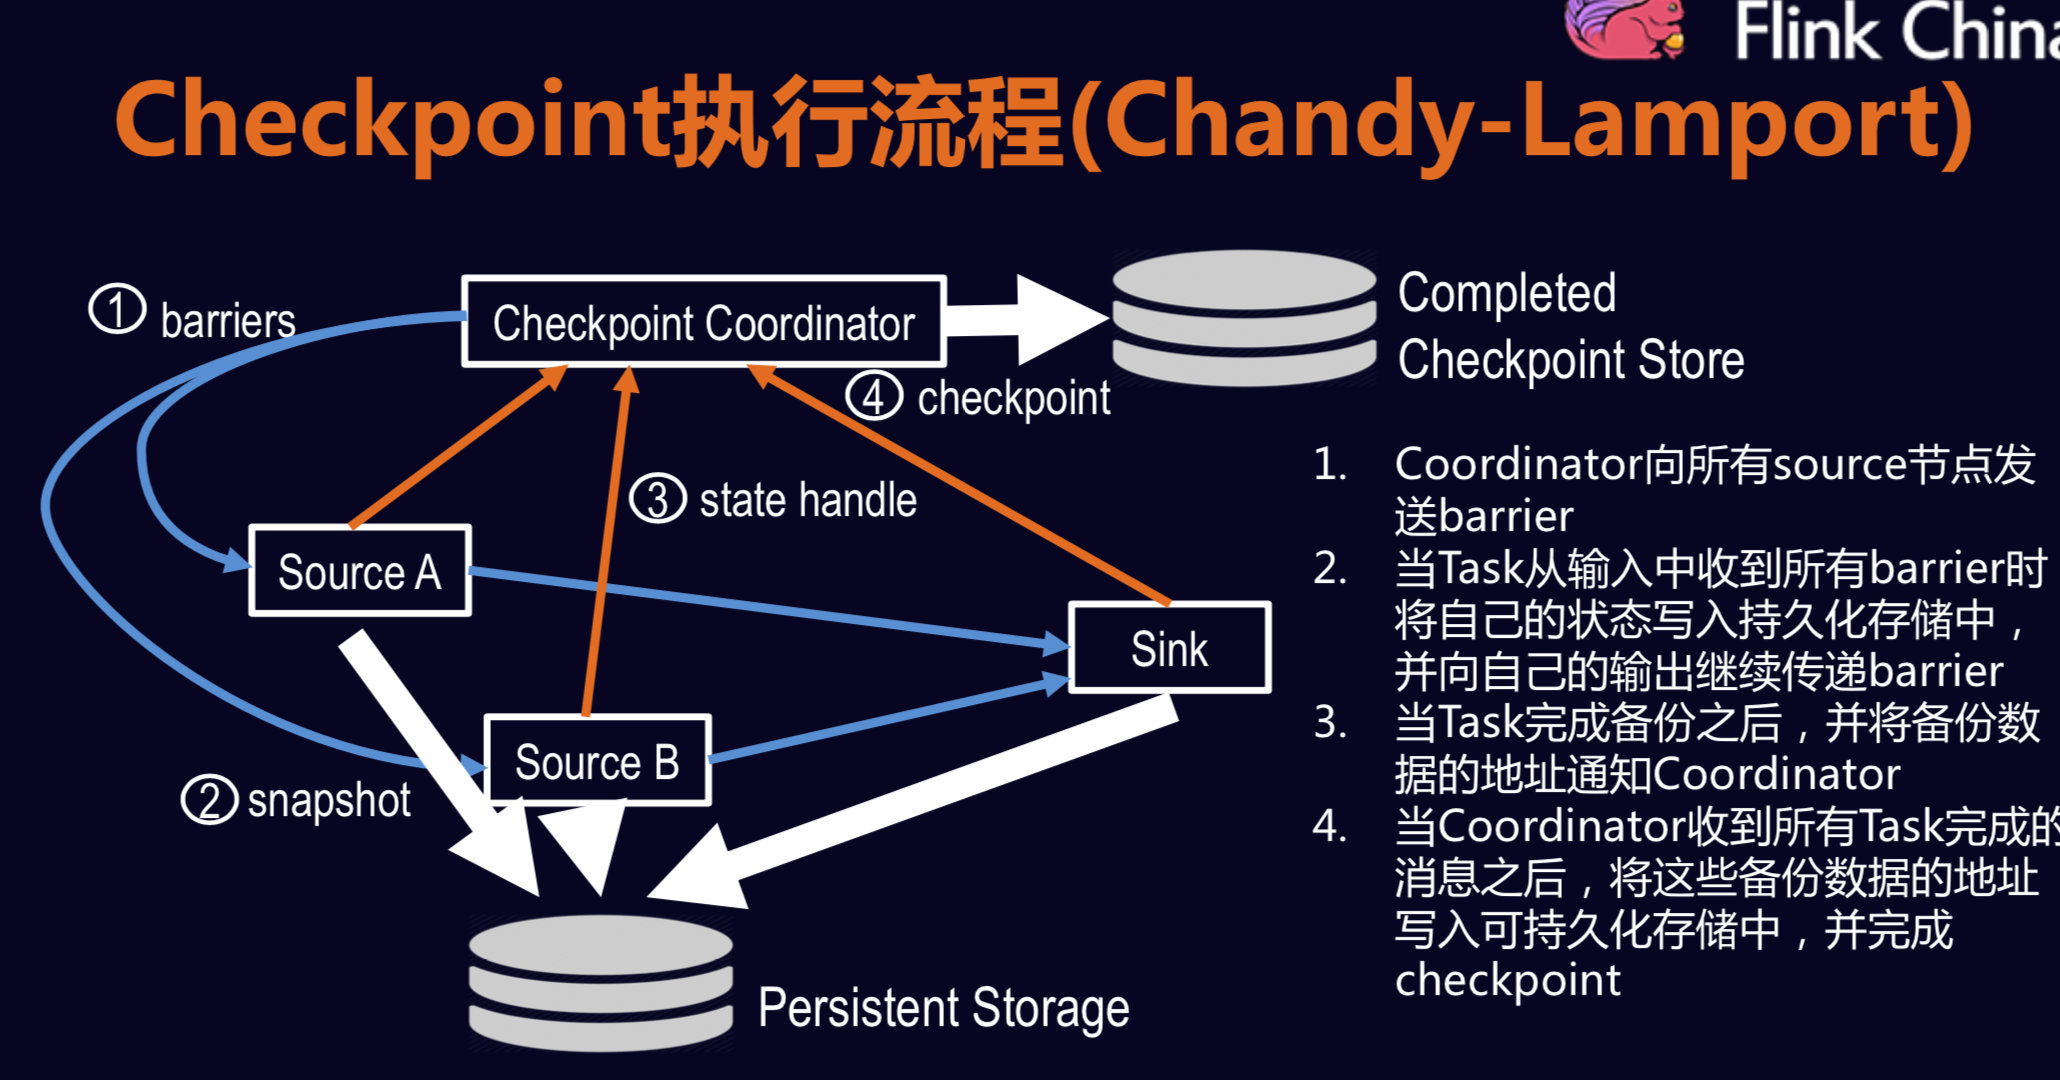 Flink China
Checkpoint执行流程(Chandy-Lamport)
① barriers
Checkpoint Coordinator
Completed
Checkpoint Store
④ checkpoint
③ state handle
Source A
Sink
Source B
② snapshot
Persistent Storage
1. Coordinator向所有source节点发
送barrier
2. 当Task从输入中收到所有barrier时
将自己的状态写入持久化存储中，
并向自己的输出继续传递barrier
3. 当Task完成备份之后，并将备份数
据的地址通知Coordinator
4. 当Coordinator收到所有Task完成的
消息之后，将这些备份数据的地址
写入可持久化存储中，并完成
checkpoint